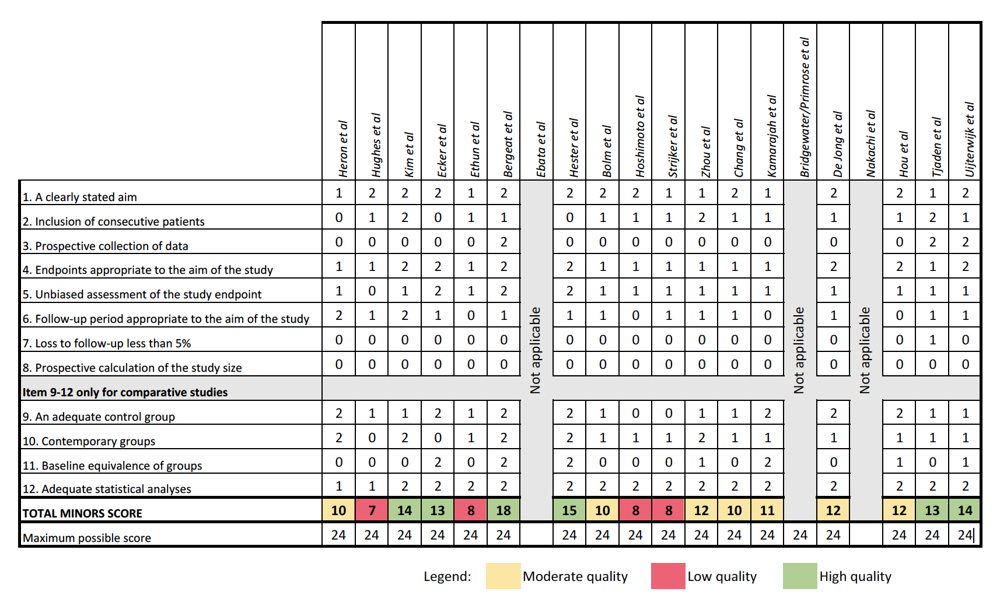 Heron et al
Hughes et al
Kim et al
Ecker et al
Ethun et al
Bergeat et al
Ebata et al
Hester et al
Bolm et al
Hoshimoto et al
Strijker et al
Zhou et al
Chang et al
Kamarajah et al
Bridgewater/Primrose et al
De Jong et al
Nakachi et al
Hou et al
Tjaden et al
Uijterwijk et al
1. A clearly stated aim 1 2 2 2 1 2 2 2 2 1 1 2 1 2 2 1 2
2. Inclusion of consecutive patients 0 1 2 0 1 1 0 1 1 1 2 1 1 1 1 2 1
3. Prospective collection of data 0 0 0 0 0 2 0 0 0 0 0 0 0 0 0 2 2
4. Endpoints appropriate to the aim of the study 1 1 2 2 1 2 2 1 1 1 1 1 1 2 2 1 2
5. Unbiased assessment of the study endpoint 1 0 1 2 1 2 2 1 1 1 1 1 1 1 1 1 1
6. Follow-up period appropriate to the aim of the study 2 1 2 1 0 1 1 1 0 1 1 1 0 1 0 1 1
7. Loss to follow-up less than 5% 0 0 0 0 0 0 0 0 0 0 0 0 0 0 0 1 0
8. Prospective calculation of the study size 0 0 0 0 0 0 0 0 0 0 0 0 0 0 0 0 0
Not applicable
Not applicable
Not applicable
Item 9-12 only for comparative studies
9. An adequate control group 2 1 1 2 1 2 2 1 0 0 1 1 2 2 2 1 1
10. Contemporary groups 2 0 2 0 1 2 2 1 1 1 2 1 1 1 1 1 1
11. Baseline equivalence of groups 0 0 0 2 0 2 2 0 0 0 1 0 2 0 1 0 1
12. Adequate statistical analyses 1 1 2 2 2 2 2 2 2 2 2 2 2 2 2 2 2
TOTAL MINORS SCORE 10 7 14 13 8 18 15 10 8 8 12 10 11 12 12 13 14
Maximum possible score 24 24 24 24 24 24 24 24 24 24 24 24 24 24 24 24 24 24
Legend: Moderate quality Low quality High quality